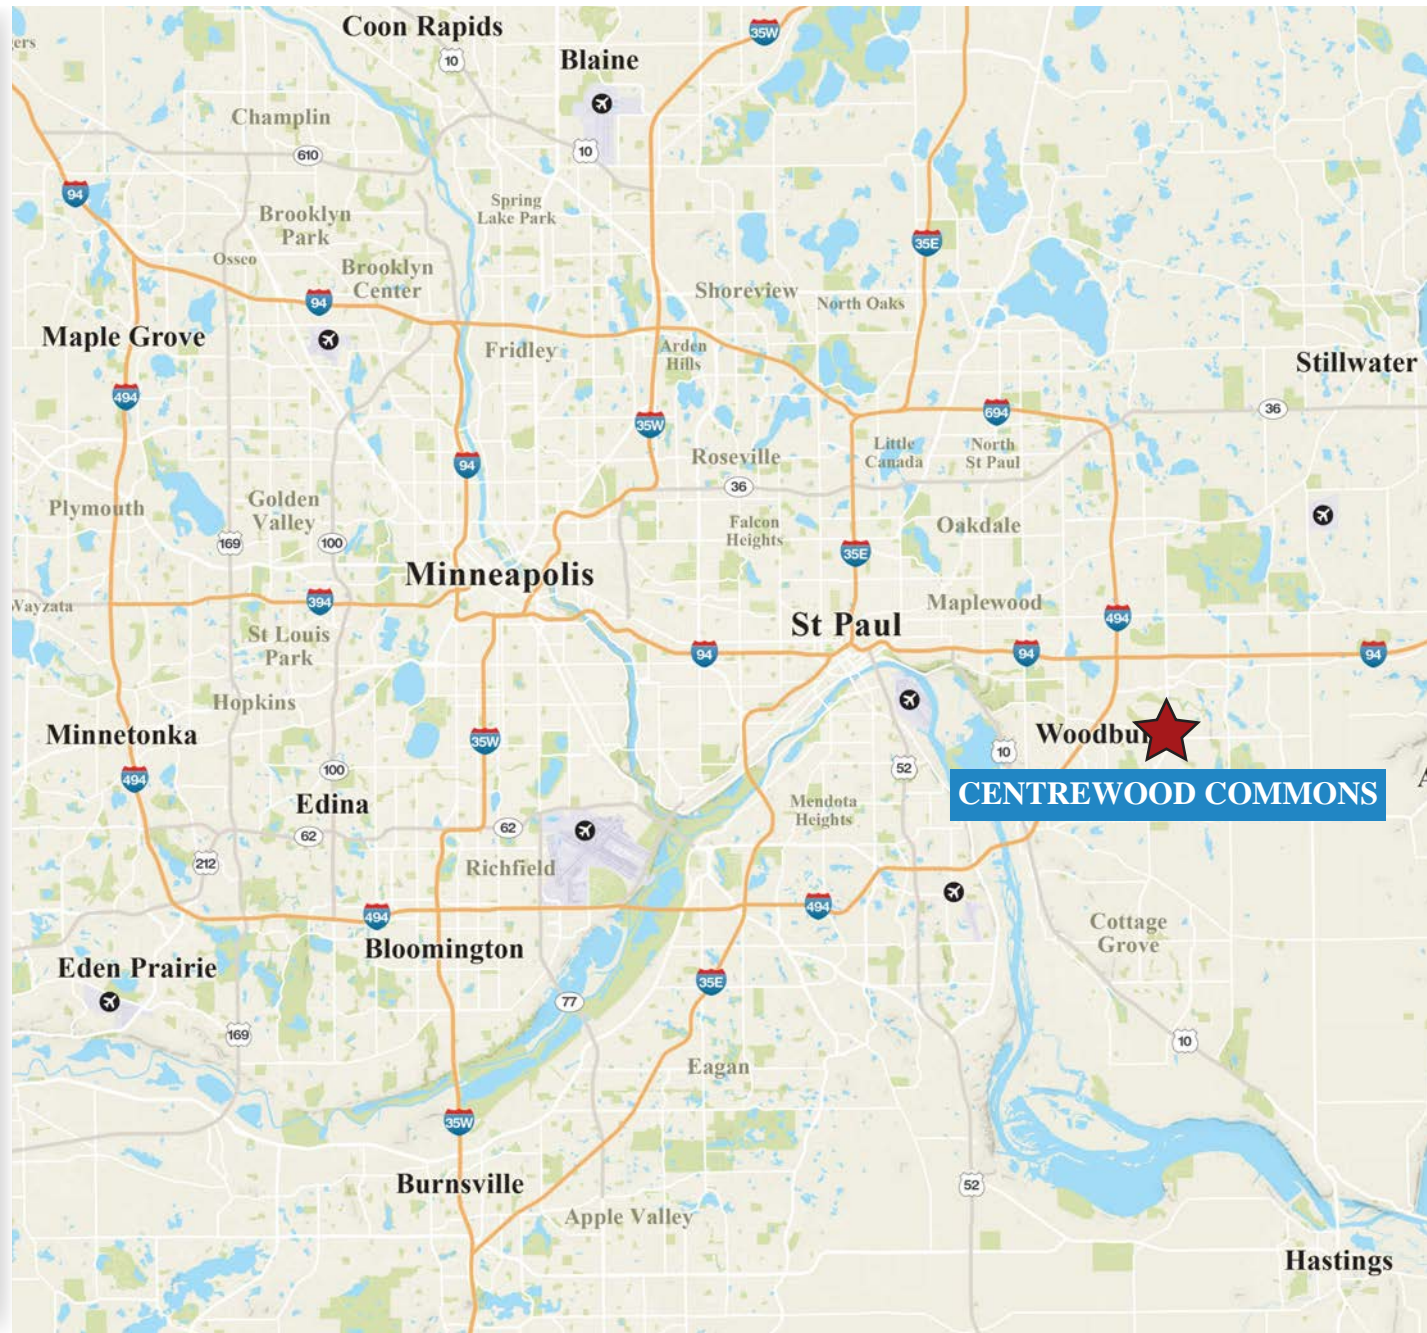 Coon Rapids
35W
Blaine
10
Champlin
10
610
94
Spring
Lake Park
Brooklyn
Park
35E
Osseo
Brooklyn
Center
Shoreview
North Oaks
94
Maple Grove
Fridley
Arden
Hills
Stillwater
494
694
36
35W
Little
Canada
North
St Paul
94
Roseville
36
Plymouth
Golden
Valley
Falcon
Heights
Oakdale
169
100
35E
Minneapolis
Wayzata
394
Maplewood
494
St Paul
St Louis
Park
94
94
94
Hopkins
Minnetonka
35W
Woodbu
10
494
100
52
CENTREWOOD COMMONS
Edina
Mendota
Heights
62
62
212
Richfield
494
494
Bloomington
Cottage
Grove
Eden Prairie
35E
77
169
10
Eagan
35W
Burnsville
52
Apple Valley
Hastings